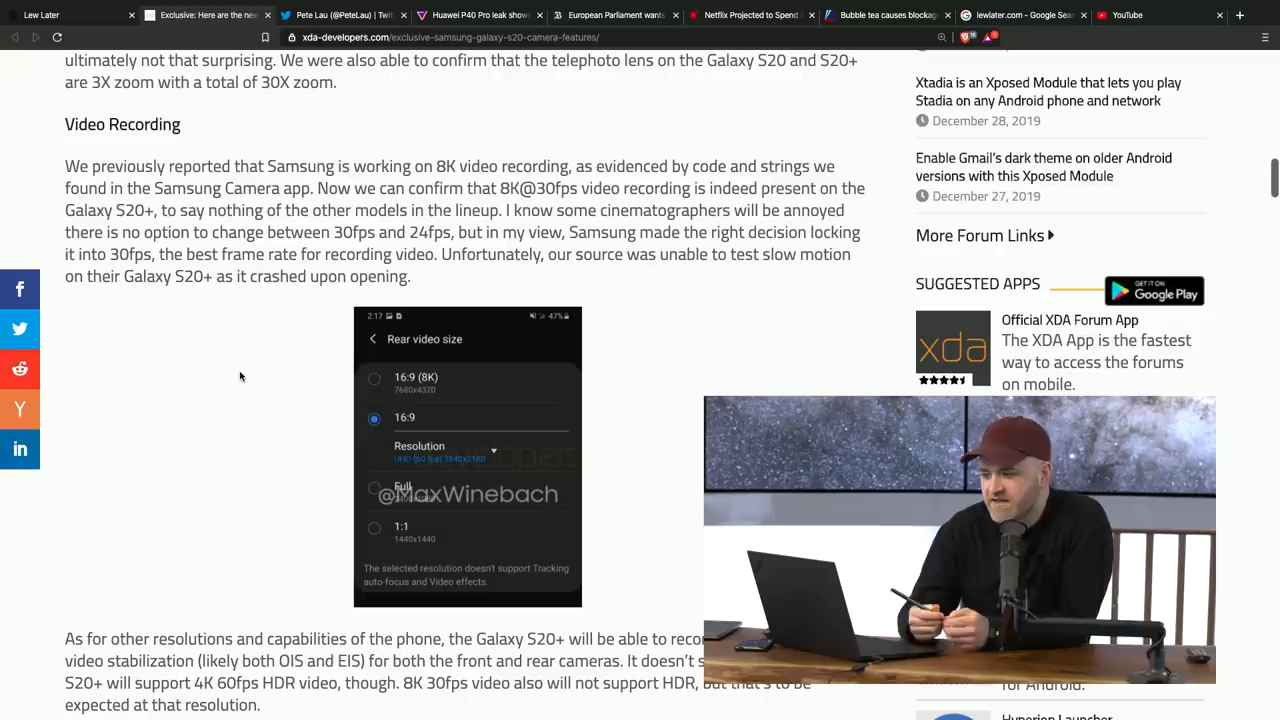 Lew Later
Exclusive: Here are the new
Pete Lau (@PeteLau) | Twitt
Huawei P40 Pro leak shows
European Parliament wants
Netflix Projected to Spend
Bubble tea causes blockage
lewlater.com - Google Sear
YouTube
xda-developers.com/exclusive-samsung-galaxy-s20-camera-features/
ultimately not that surprising. We were also able to confirm that the telephoto lens on the Galaxy S20 and S20+
are 3X zoom with a total of 30X zoom.
Video Recording
We previously reported that Samsung is working on 8K video recording, as evidenced by code and strings we
found in the Samsung Camera app. Now we can confirm that 8K@30fps video recording is indeed present on the
Galaxy S20+, to say nothing of the other models in the lineup. I know some cinematographers will be annoyed
there is no option to change between 30fps and 24fps, but in my view, Samsung made the right decision locking
it into 30fps, the best frame rate for recording video. Unfortunately, our source was unable to test slow motion
on their Galaxy S20+ as it crashed upon opening.
2:17
47%
Rear video size
16:9 (8K)
7680x4320
16:9
Resolution
UHD (60 fps) 3840x2160
Full
@MaxWinebach
1:1
1440x1440
The selected resolution doesn't support Tracking
auto-focus and Video effects.
As for other resolutions and capabilities of the phone, the Galaxy S20+ will be able to reco
video stabilization (likely both OIS and EIS) for both the front and rear cameras. It doesn't s
S20+ will support 4K 60fps HDR video, though. 8K 30fps video also will not support HDR, but that's to be
expected at that resolution.
Xtadia is an Xposed Module that lets you play
Stadia on any Android phone and network
December 28, 2019
Enable Gmail's dark theme on older Android
versions with this Xposed Module
December 27, 2019
More Forum Links
SUGGESTED APPS
GET IT ON
Google Play
xda
Official XDA Forum App
The XDA App is the fastest
way to access the forums
on mobile.
for Android.
Hyperion Launcher